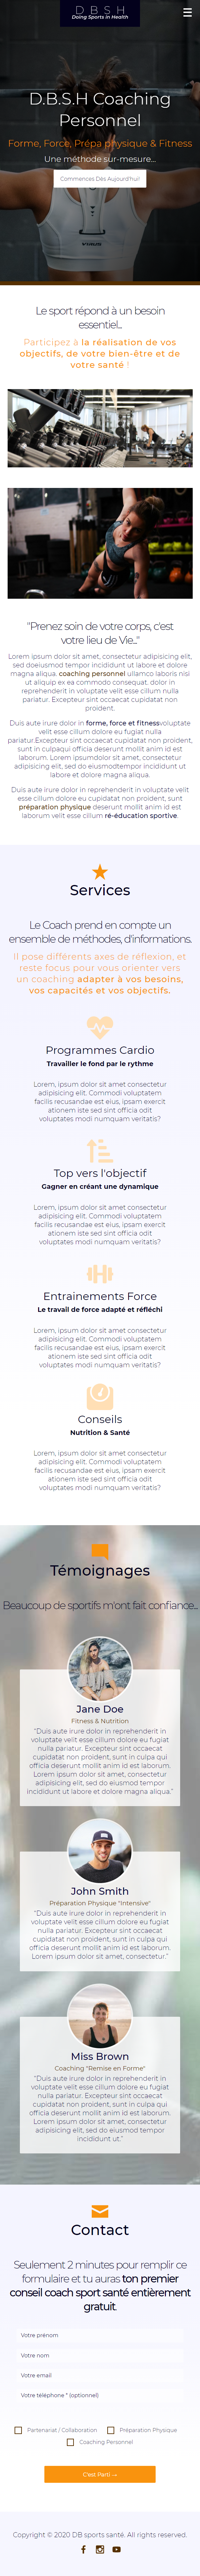 D B S H
Doing Sports in Health
D.B.S.H Coaching
Personnel
Forme, Force, Prépa physique & Fitness
Une méthode sur-mesure...
Commences Dès Aujourd'hui!
Le sport répond à un besoin
essentiel...
Participez à la réalisation de vos
objectifs, de votre bien-être et de
votre santé !
"Prenez soin de votre corps, c'est
votre lieu de Vie..."
Lorem ipsum dolor sit amet, consectetur adipisicing elit,
sed doeiusmod tempor incididunt ut labore et dolore
magna aliqua. coaching personnel ullamco laboris nisi
ut aliquip ex ea commodo consequat. dolor in
reprehenderit in voluptate velit esse cillum dolore eu
fugiat nulla. Excepteur sint occaecat cupidatat non
proident.
Duis aute irure dolor in forme, force et fitnessvoluptate
velit esse cillum dolore eu fugiat nulla
pariatur.Excepteur sint occaecat cupidatat non proident,
sunt in culpaqui officia deserunt mollit anim id est
laborum. Lorem ipsumdolor sit amet, consectetur
adipisicing elit, sed do eiusmodtempor incididunt ut
labore et dolore magna aliqua.
Duis aute irure dolor in reprehenderit in voluptate velit
esse cillum dolore eu cupidatat non proident, sunt
préparation physique deserunt mollit anim id est
laborum velit esse cillum ré-éducation sportive.
Services
Le Coach prend en compte un
ensemble de méthodes, d'informations.
Il pose différents axes de réflexion, et
reste focus pour vous orienter vers
un coaching adapter à vos besoins,
vos capacités et vos objectifs.
Programmes Cardio
Travailler le fond par le rythme
Lorem, ipsum dolor sit amet consectetur
adipisicing elit. Commodi voluptatem
facilis recusandae est eius, ipsam exercit
ationem iste sed sint officia odit
voluptates modi numquam veritatis?
Top vers l'objectif
Gagner en créant une dynamique
Lorem, ipsum dolor sit amet consectetur
adipisicing elit. Commodi voluptatem
facilis recusandae est eius, ipsam exercit
ationem iste sed sint officia odit
voluptates modi numquam veritatis?
Entrainements Force
Le travail de force adapté et réfléchi
Lorem, ipsum dolor sit amet consectetur
adipisicing elit. Commodi voluptatem
facilis recusandae est eius, ipsam exercit
ationem iste sed sint officia odit
voluptates modi numquam veritatis?
Conseils
Nutrition & Santé
Lorem, ipsum dolor sit amet consectetur
adipisicing elit. Commodi voluptatem
facilis recusandae est eius, ipsam exercit
ationem iste sed sint officia odit
voluptates modi numquam veritatis?
Témoignages
Beaucoup de sportifs m'ont fait confiance...
Jane Doe
Fitness & Nutrition
"Duis aute irure dolor in reprehenderit in
voluptate velit esse cillum dolore eu fugiat
nulla pariatur. Excepteur sint occaecat
cupidatat non proident, sunt in culpa qui
officia deserunt mollit anim id est laborum.
Lorem ipsum dolor sit amet, consectetur
adipisicing elit, sed do eiusmod tempor
incididunt ut labore et dolore magna aliqua."
John Smith
Préparation Physique "Intensive"
"Duis aute irure dolor in reprehenderit in
voluptate velit esse cillum dolore eu fugiat
nulla pariatur. Excepteur sint occaecat
cupidatat non proident, sunt in culpa qui
officia deserunt mollit anim id est laborum.
Lorem ipsum dolor sit amet, consectetur."
Miss Brown
Coaching "Remise en Forme"
"Duis aute irure dolor in reprehenderit in
voluptate velit esse cillum dolore eu fugiat
nulla pariatur. Excepteur sint occaecat
cupidatat non proident, sunt in culpa qui
officia deserunt mollit anim id est laborum.
Lorem ipsum dolor sit amet, consectetur
adipisicing elit, sed do eiusmod tempor
incididunt ut."
Contact
Seulement 2 minutes pour remplir ce
formulaire et tu auras ton premier
conseil coach sport santé entièrement
gratuit.
Votre prénom
Votre nom
Votre email
Votre téléphone * (optionnel)
Partenariat / Collaboration
Préparation Physique
Coaching Personnel
C'est Parti →
Copyright © 2020 DB sports santé. All rights reserved.